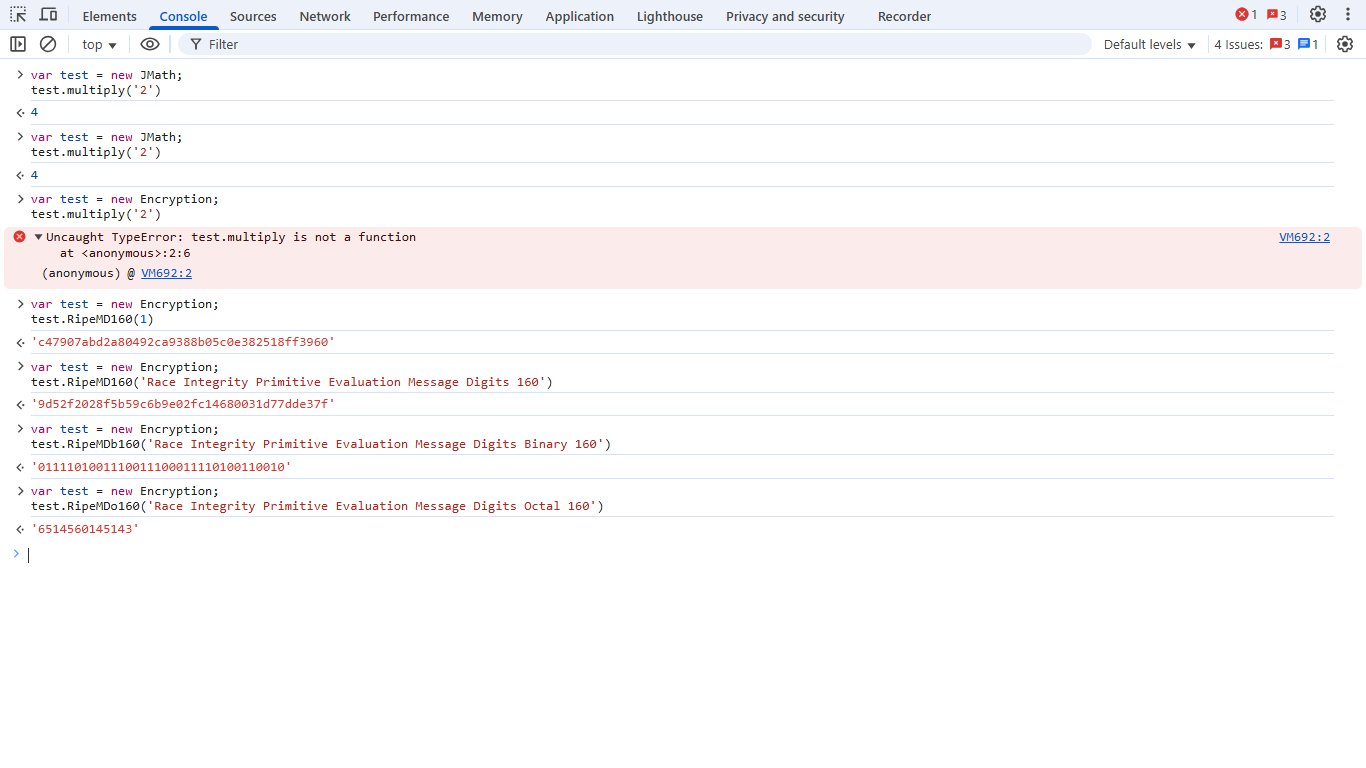 Elements Console Sources Network Performance Memory Application Lighthouse Privacy and security Recorder 1 3
top Filter Default levels 4 Issues: 3 1
> var test = new JMath;
test.multiply('2')
4
> var test = new JMath;
test.multiply('2')
4
> var test = new Encryption;
test.multiply('2')
Uncaught TypeError: test.multiply is not a function VM692:2
at <anonymous>:2:6
(anonymous) @ VM692:2
> var test = new Encryption;
test.RipeMD160(1)
'c47907abd2a80492ca9388b05c0e382518ff3960'
> var test = new Encryption;
test.RipeMD160('Race Integrity Primitive Evaluation Message Digits 160')
'9d52f2028f5b59c6b9e02fc14680031d77dde37f'
> var test = new Encryption;
test.RipeMDb160('Race Integrity Primitive Evaluation Message Digits Binary 160')
'01111010011100111000111110100110010'
> var test = new Encryption;
test.RipeMDo160('Race Integrity Primitive Evaluation Message Digits Octal 160')
'6514560145143'
>